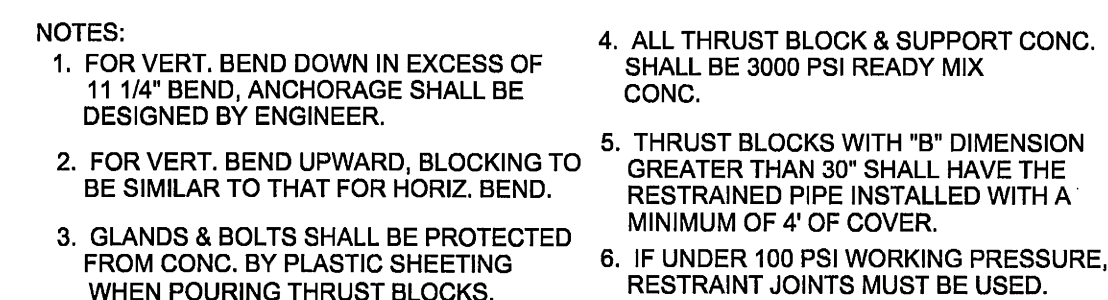 NOTES:
1. FOR VERT. BEND DOWN IN EXCESS OF
11 1/4" BEND, ANCHORAGE SHALL BE
DESIGNED BY ENGINEER.
2. FOR VERT. BEND UPWARD, BLOCKING TO
BE SIMILAR TO THAT FOR HORIZ. BEND.
3. GLANDS & BOLTS SHALL BE PROTECTED
FROM CONC. BY PLASTIC SHEETING
WHEN POURING THRUST BLOCKS.
4. ALL THRUST BLOCK & SUPPORT CONC.
SHALL BE 3000 PSI READY MIX
CONC.
5. THRUST BLOCKS WITH "B" DIMENSION
GREATER THAN 30" SHALL HAVE THE
RESTRAINED PIPE INSTALLED WITH A
MINIMUM OF 4' OF COVER.
6. IF UNDER 100 PSI WORKING PRESSURE,
RESTRAINT JOINTS MUST BE USED.